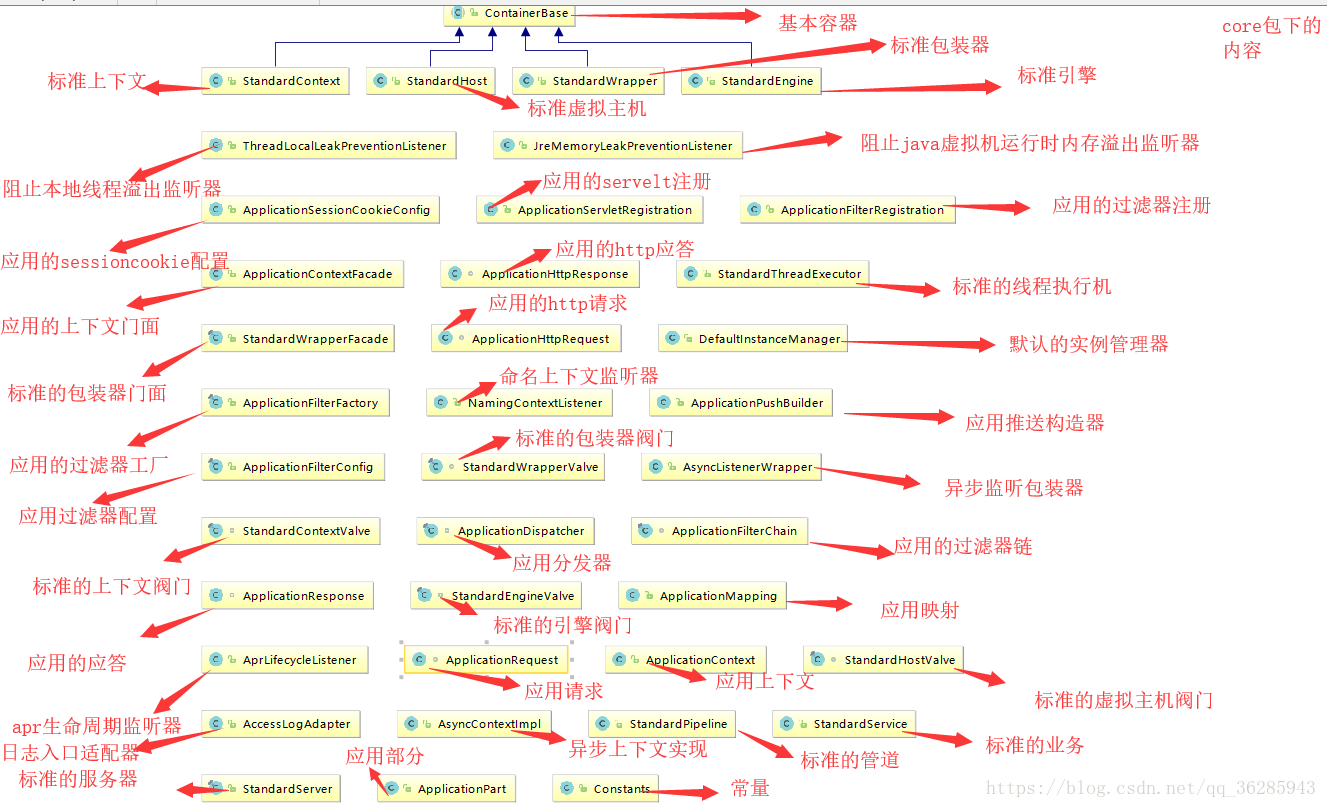 ContainerBase
基本容器
core包下的
内容
标准包装器
标准上下文
StandardContext
StandardHost
StandardWrapper
StandardEngine
标准引擎
标准虚拟主机
ThreadLocalLeakPreventionListener
JreMemoryLeakPreventionListener
阻止java虚拟机运行时内存溢出监听器
阻止本地线程溢出监听器
应用的servelt注册
ApplicationSessionCookieConfig
ApplicationServletRegistration
ApplicationFilterRegistration
应用的过滤器注册
应用的sessioncookie配置
应用的http应答
ApplicationContextFacade
ApplicationHttpResponse
StandardThreadExecutor
标准的线程执行机
应用的http请求
应用的上下文门面
StandardWrapperFacade
ApplicationHttpRequest
DefaultInstanceManager
默认的实例管理器
标准的包装器门面
命名上下文监听器
ApplicationFilterFactory
NamingContextListener
ApplicationPushBuilder
应用推送构造器
标准的包装器阀门
应用的过滤器工厂
ApplicationFilterConfig
StandardWrapperValve
AsyncListenerWrapper
异步监听包装器
应用过滤器配置
StandardContextValve
ApplicationDispatcher
ApplicationFilterChain
应用的过滤器链
应用分发器
标准的上下文阀门
ApplicationResponse
StandardEngineValve
ApplicationMapping
应用映射
标准的引擎阀门
应用的应答
AprLifecycleListener
ApplicationRequest
ApplicationContext
StandardHostValve
应用请求
应用上下文
标准的虚拟主机阀门
apr生命周期监听器
AccessLogAdapter
AsyncContextImpl
StandardPipeline
StandardService
日志入口适配器
应用部分
异步上下文实现
标准的管道
标准的业务
标准的服务器
StandardServer
ApplicationPart
Constants
常量
https://blog.csdn.net/qq_36285943